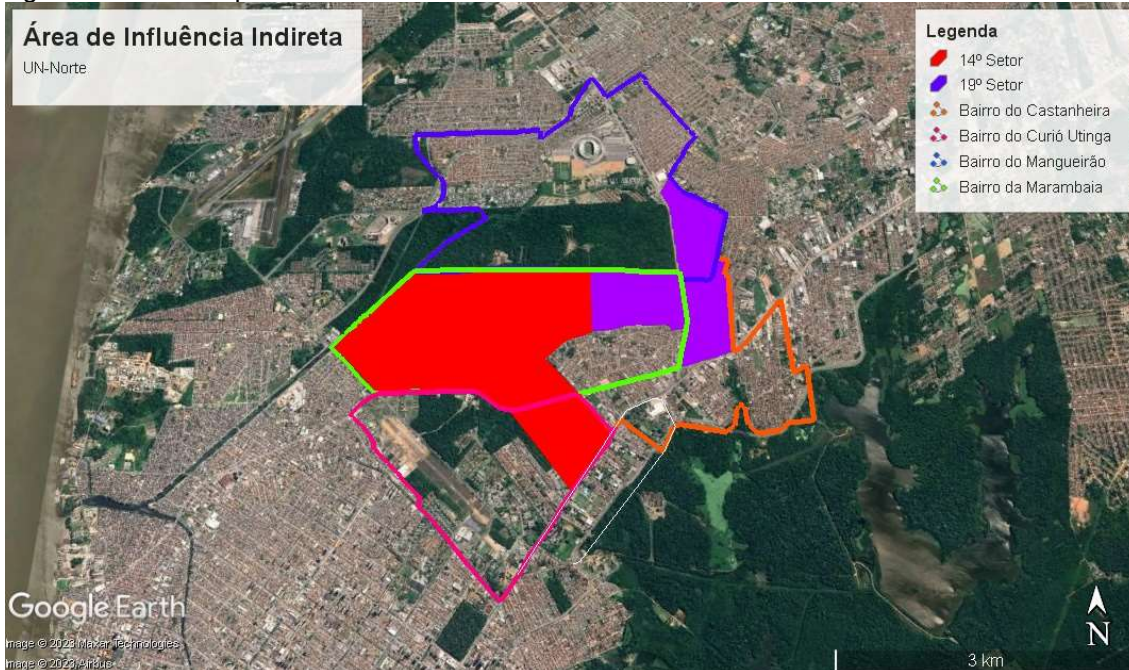 Área de Influência Indireta
UN-Norte
Legenda
14º Setor
19º Setor
Bairro do Castanheira
Bairro do Curió Utinga
Bairro do Mangueirão
Bairro da Marambaia
Google Earth
Image © 2023 Maxar Technologies
Image © 2023 Airbus
N
3 km